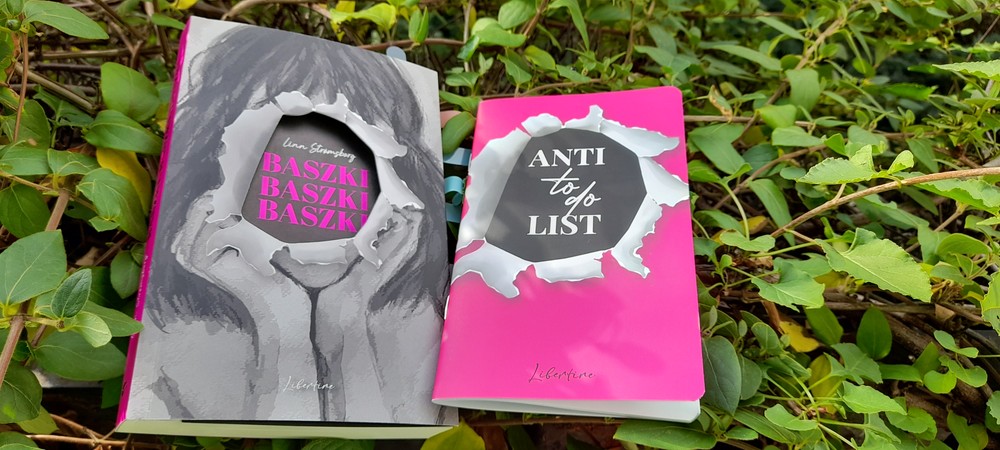 Linn Strømsborg
BASZKI
BASZKI
BASZKI
Libertine
ANTI
to do
LIST
Libertine